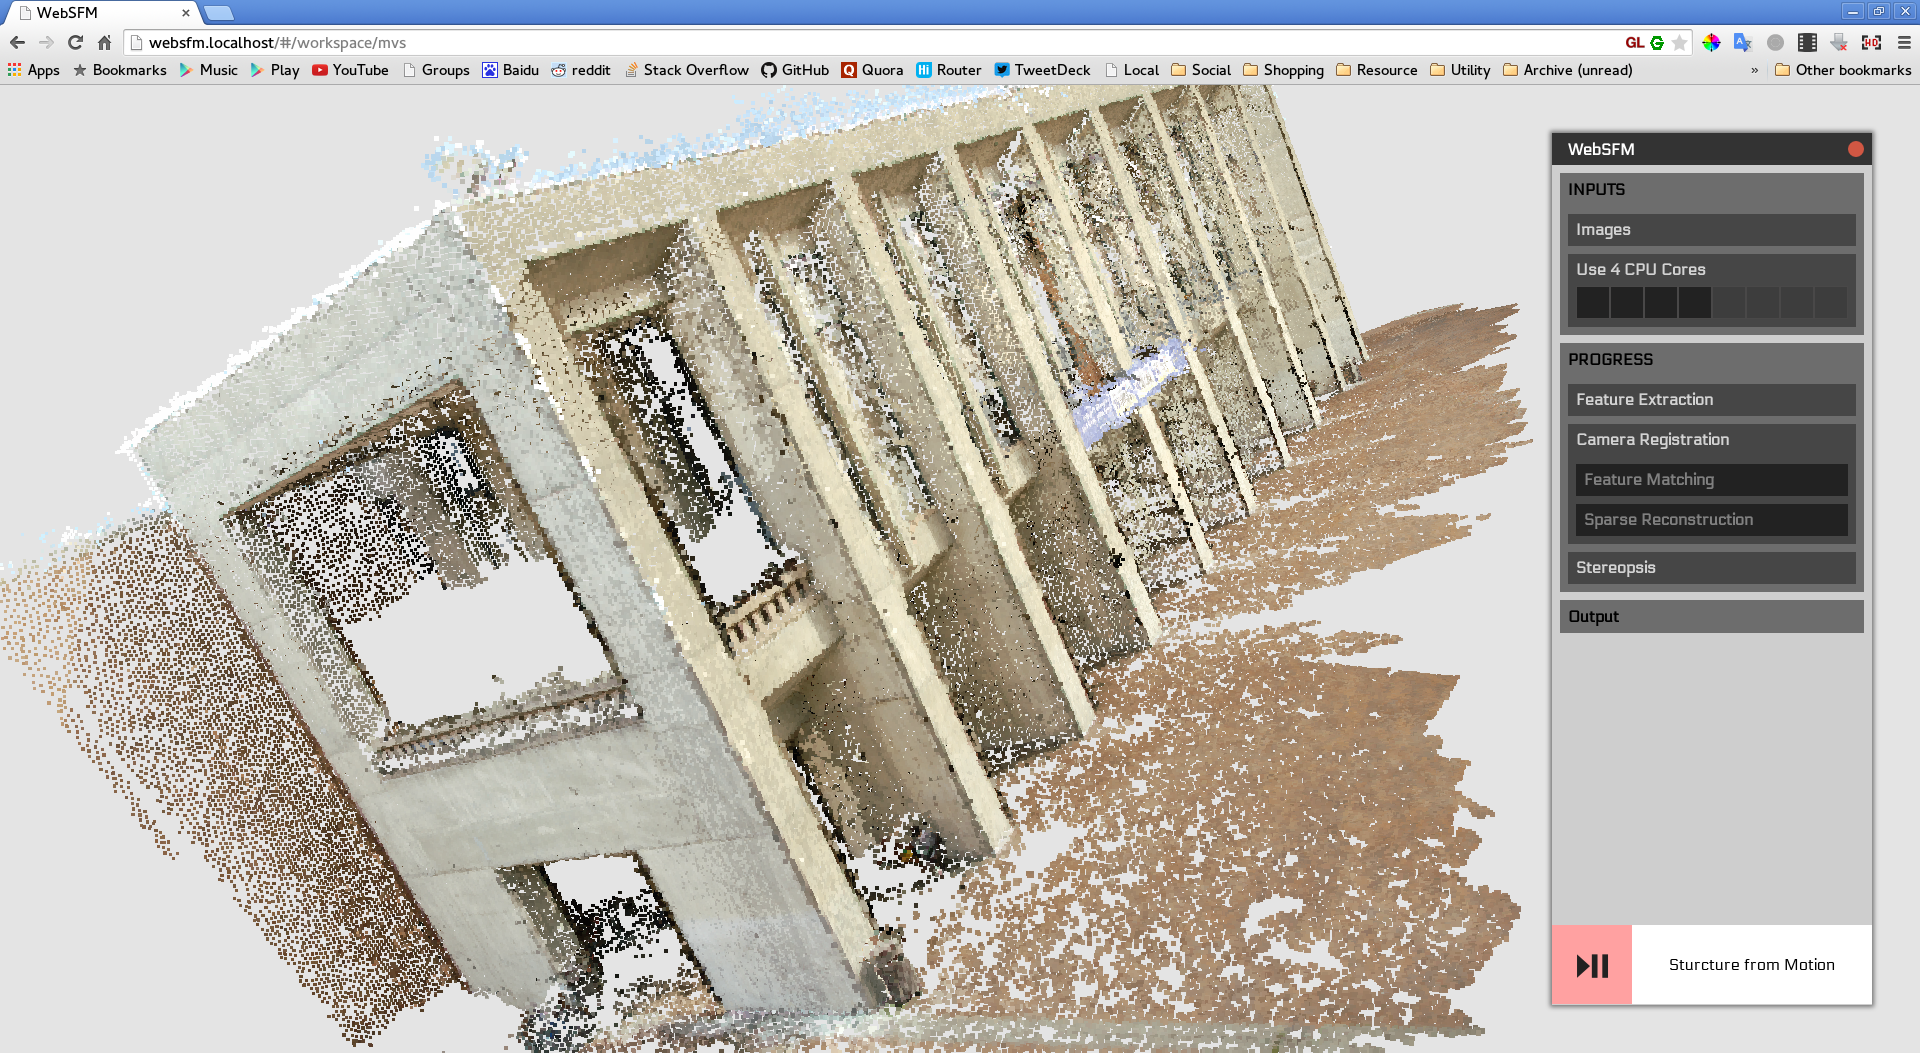 WebSFM
websfm.localhost/#/workspace/mvs
GL
HD
Apps Bookmarks Music Play YouTube Groups Baidu reddit Stack Overflow GitHub Quora Hi Router TweetDeck Local Social Shopping Resource Utility Archive (unread) » Other bookmarks
WebSFM
INPUTS
Images
Use 4 CPU Cores
PROGRESS
Feature Extraction
Camera Registration
Feature Matching
Sparse Reconstruction
Stereopsis
Output
Sturcture from Motion